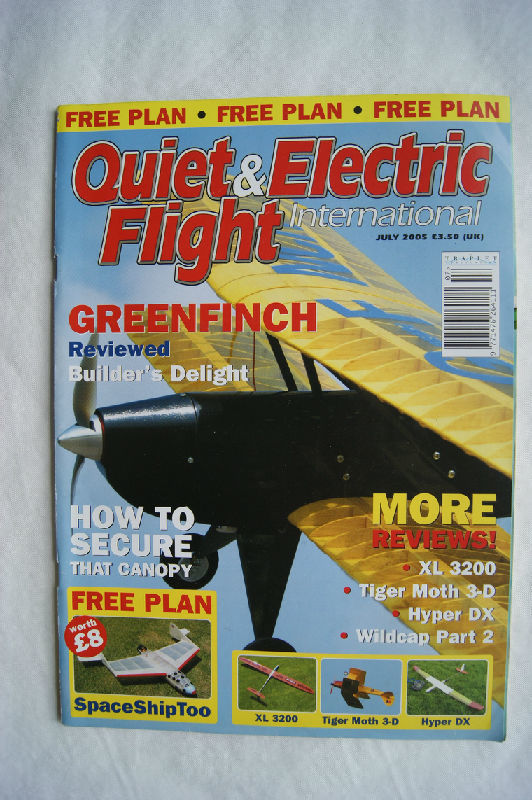 FREE PLAN • FREE PLAN • FREE PLAN
Quiet & Electric
Flight International
JULY 2005 £3.50 (UK)
TRAPLET
07>
GREENFINCH
Reviewed
Builder's Delight
HOW TO
SECURE
THAT CANOPY
MORE
REVIEWS!
• XL 3200
• Tiger Moth 3-D
• Hyper DX
• Wildcap Part 2
FREE PLAN
worth
£8
SpaceShipToo
XL 3200
Tiger Moth 3-D
Hyper DX